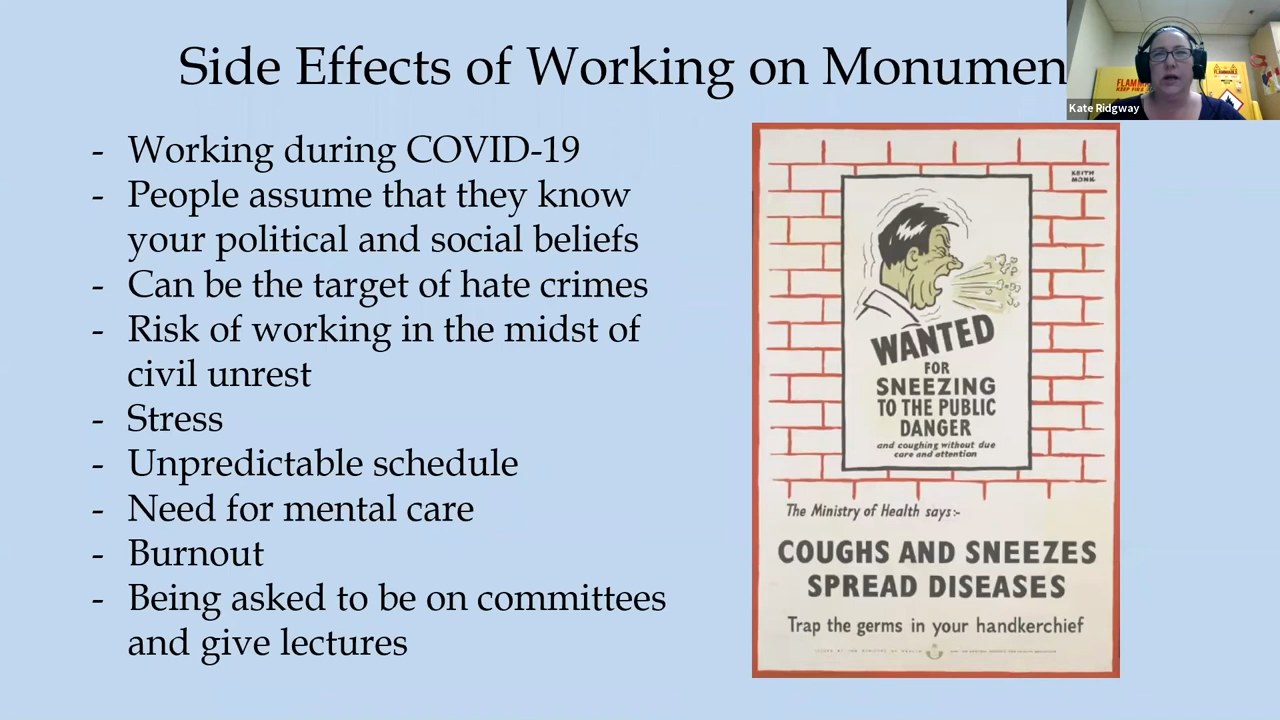 Side Effects of Working on Monumen
FLAMMABLE
Kate Ridgway
- Working during COVID-19
- People assume that they know
your political and social beliefs
- Can be the target of hate crimes
- Risk of working in the midst of
civil unrest
- Stress
- Unpredictable schedule
- Need for mental care
- Burnout
- Being asked to be on committees
and give lectures
KEITH
MONK
WANTED
FOR
SNEEZING
TO THE PUBLIC
DANGER
and coughing without due
care and attention
The Ministry of Health says:-
COUGHS AND SNEEZES
SPREAD DISEASES
Trap the germs in your handkerchief